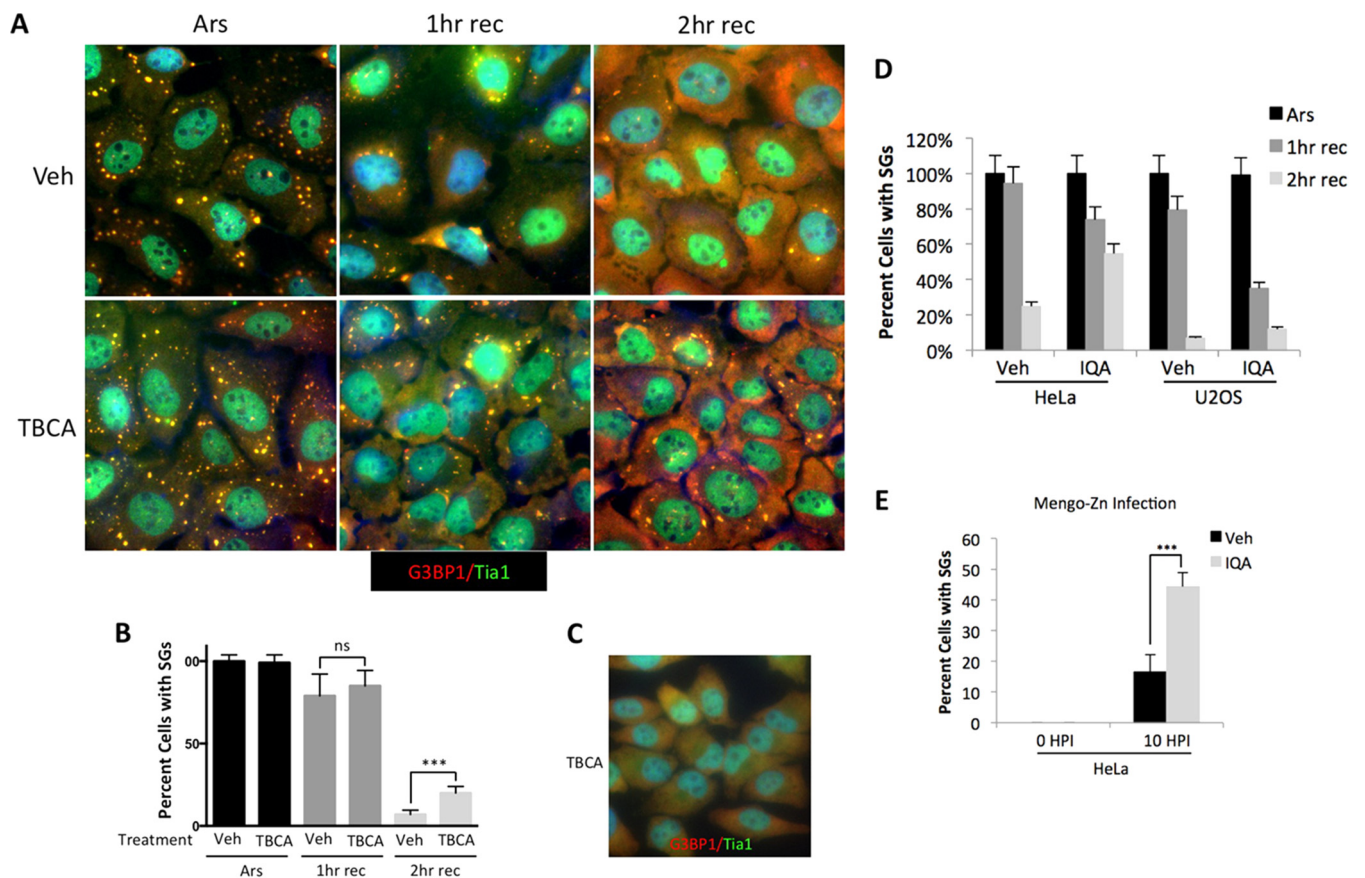 A
Ars 1hr rec 2hr rec
Veh
TBCA
G3BP1/Tia1
B
Percent Cells with SGs
00
50
0
ns
***
Treatment Veh TBCA Veh TBCA Veh TBCA
Ars 1hr rec 2hr rec
C
TBCA
G3BP1/Tia1
D
Ars
1hr rec
2hr rec
Percent Cells with SGs
120%
100%
80%
60%
40%
20%
0%
Veh IQA Veh IQA
HeLa U2OS
E
Mengo-Zn Infection
Veh
IQA
Percent Cells with SGs
60
50
40
30
20
10
0
***
0 HPI 10 HPI
HeLa